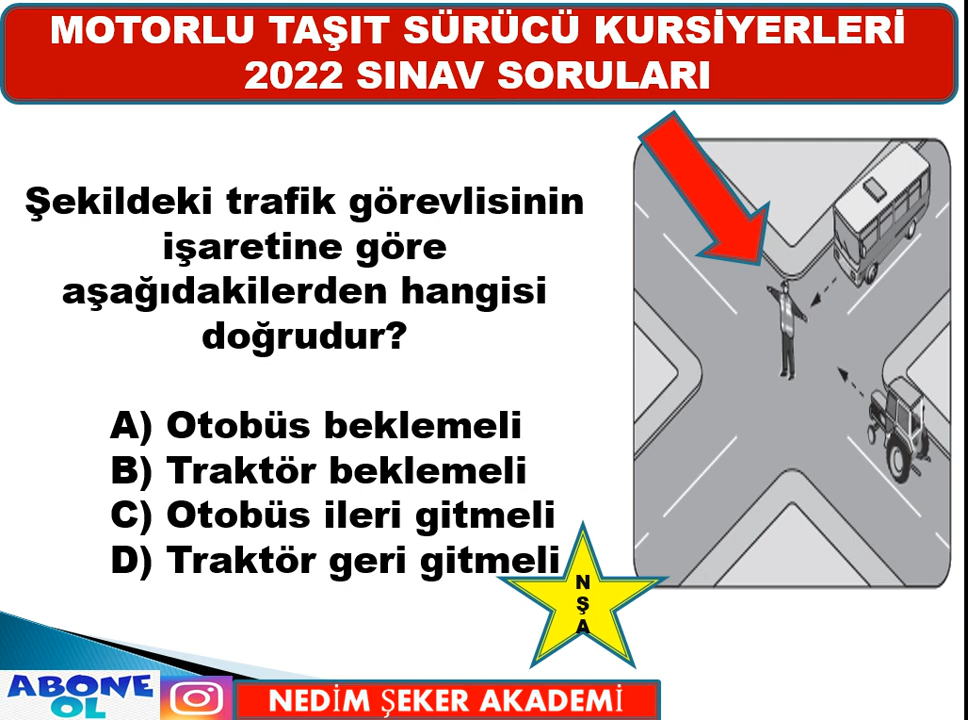 MOTORLU TAŞIT SÜRÜCÜ KURSİYERLERİ
2022 SINAV SORULARI
Şekildeki trafik görevlisinin
işaretine göre
aşağıdakilerden hangisi
doğrudur?
A) Otobüs beklemeli
B) Traktör beklemeli
C) Otobüs ileri gitmeli
D) Traktör geri gitmeli
N
Ş
A
ABONE
OL
NEDİM ŞEKER AKADEMİ